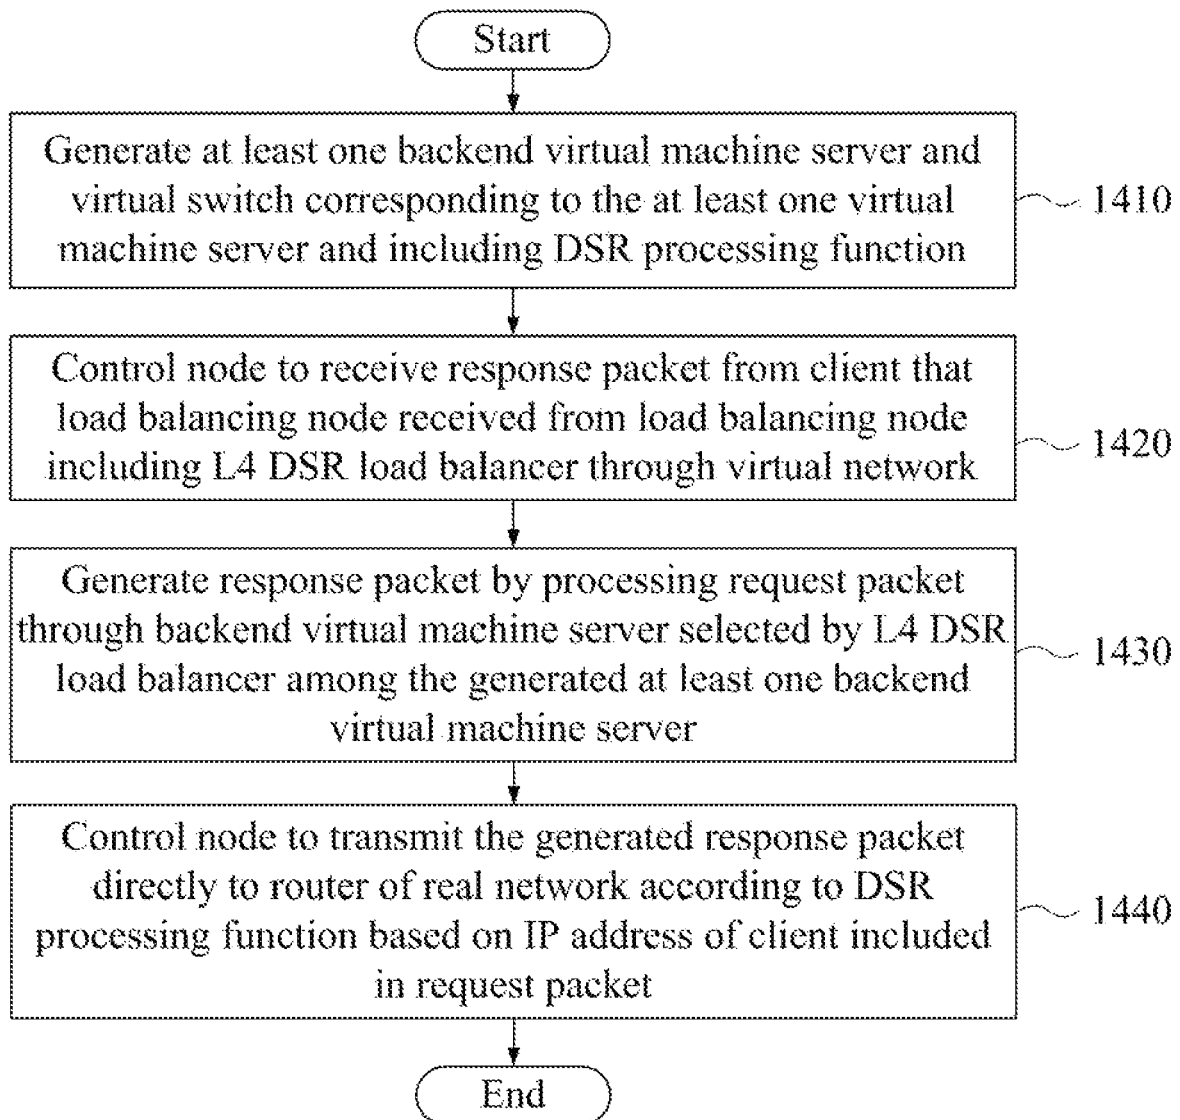 Start
Generate at least one backend virtual machine server and
virtual switch corresponding to the at least one virtual
machine server and including DSR processing function
1410
Control node to receive response packet from client that
load balancing node received from load balancing node
including L4 DSR load balancer through virtual network
1420
Generate response packet by processing request packet
through backend virtual machine server selected by L4 DSR
load balancer among the generated at least one backend
virtual machine server
1430
Control node to transmit the generated response packet
directly to router of real network according to DSR
processing function based on IP address of client included
in request packet
1440
End